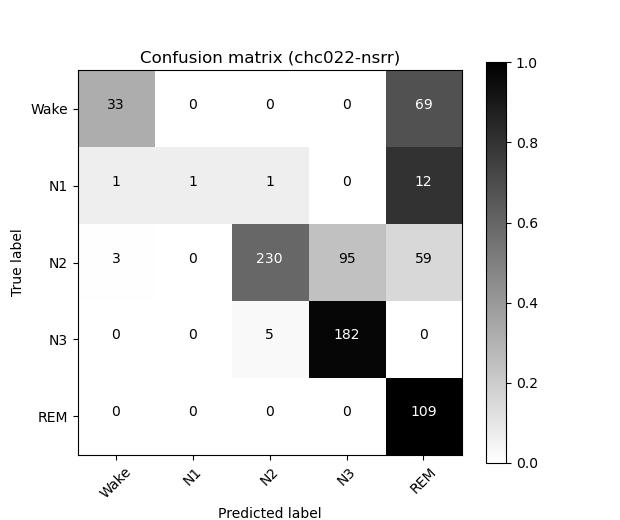 Confusion matrix (chc022-nsrr)
1.0
Wake 33 0 0 0 69
0.8
N1 1 1 1 0 12
0.6
True label
N2 3 0 230 95 59
0.4
N3 0 0 5 182 0
0.2
REM 0 0 0 0 109
0.0
Wake N1 N2 N3 REM
Predicted label